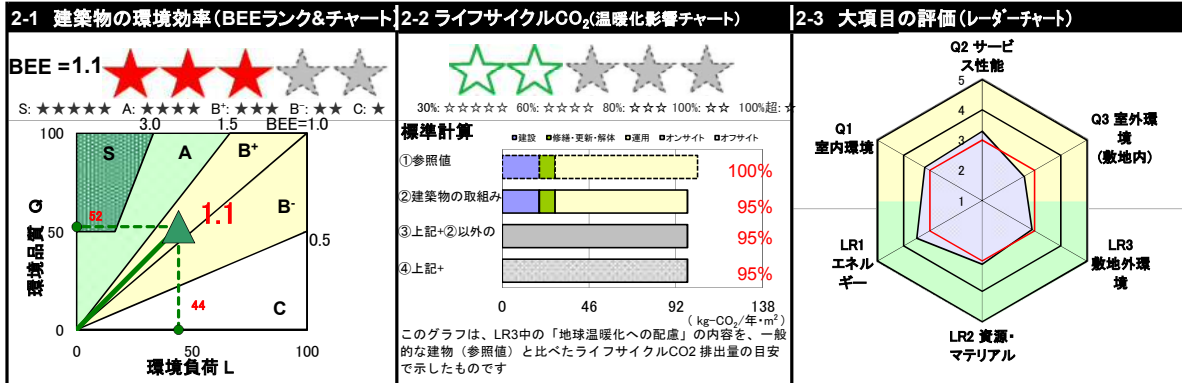 2-1 建築物の環境効率(BEEランク&チャート)
BEE =1.1
S: ★★★★★ A: ★★★★ B⁺: ★★★ B⁻: ★★ C: ★
3.0 1.5 BEE=1.0
100
S
A
B⁺
B⁻
C
52
1.1
50
0.5
44
環境品質 Q
0
0 50 100
環境負荷 L
2-2 ライフサイクルCO₂(温暖化影響チャート)
30%: ☆☆☆☆☆ 60%: ☆☆☆☆ 80%: ☆☆☆ 100%: ☆☆ 100%超: ☆
標準計算
建設 修繕・更新・解体 運用 オンサイト オフサイト
①参照値 100%
②建築物の取組み 95%
③上記+②以外の 95%
④上記+ 95%
0 46 92 138
( kg-CO₂/年・m²)
このグラフは、LR3中の「地球温暖化への配慮」の内容を、一般
的な建物(参照値)と比べたライフサイクルCO2 排出量の目安
で示したものです
2-3 大項目の評価(レーダーチャート)
Q2 サービ
ス性能
5
4
3
2
1
Q1
室内環境
Q3 室外環
境
(敷地内)
LR1
エネル
ギー
LR3
敷地外環
境
LR2 資源・
マテリアル